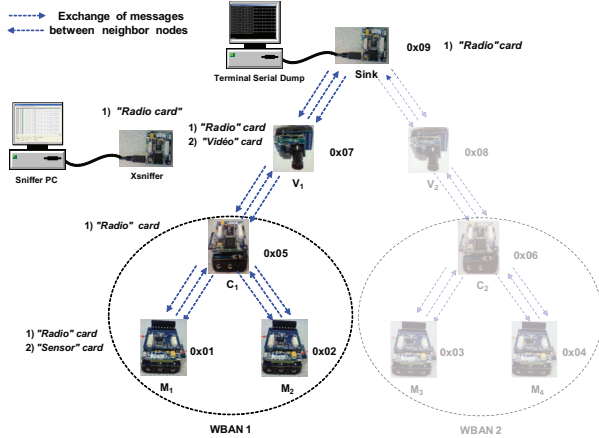 Exchange of messages
between neighbor nodes
Terminal Serial Dump
Sink
0x09
1) "Radio" card
1) "Radio card"
Sniffer PC
Xsniffer
1) "Radio" card
2) "Vidéo" card
0x07
V1
0x08
V2
1) "Radio" card
0x05
C1
0x06
C2
1) "Radio" card
2) "Sensor" card
0x01
M1
0x02
M2
0x03
M3
0x04
M4
WBAN 1
WBAN 2